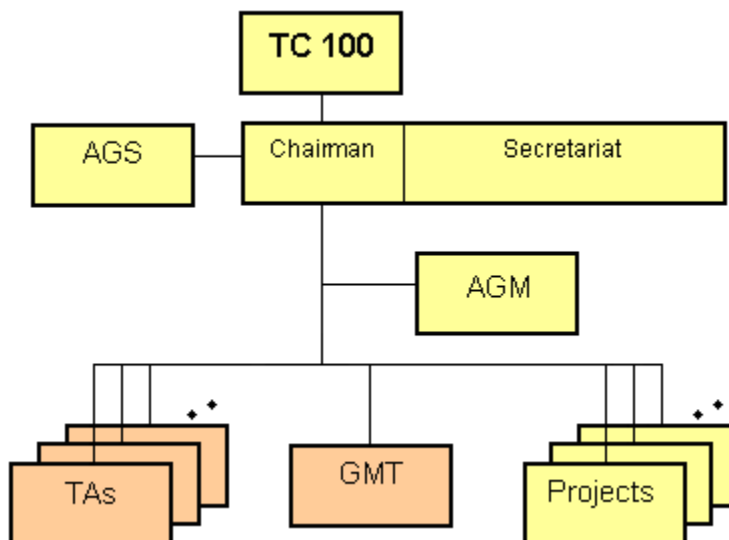 TC 100
AGS
Chairman
Secretariat
AGM
TAs
GMT
Projects